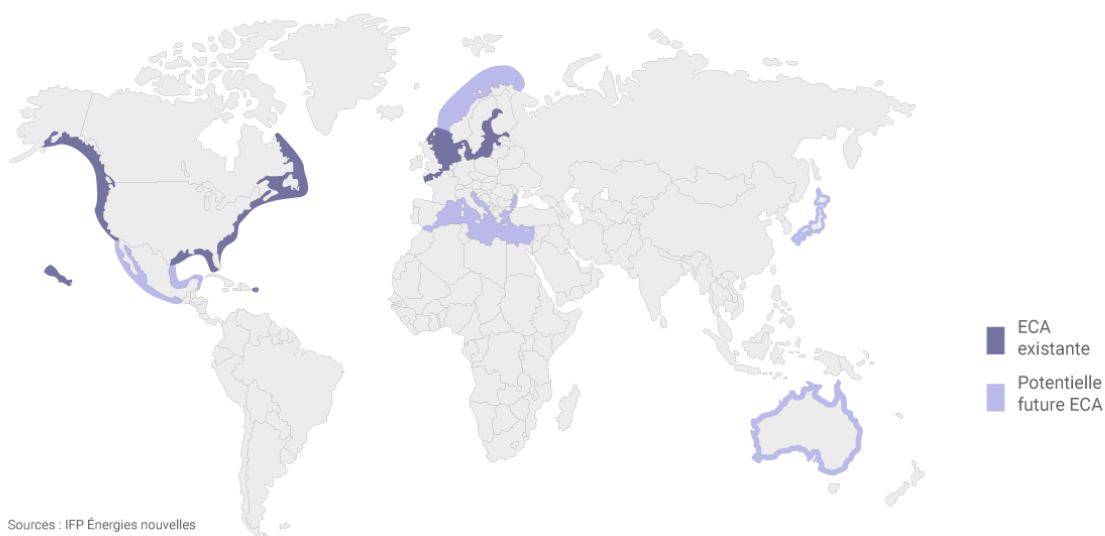 ECA
existante
Potentielle
future ECA
Sources : IFP Énergies nouvelles